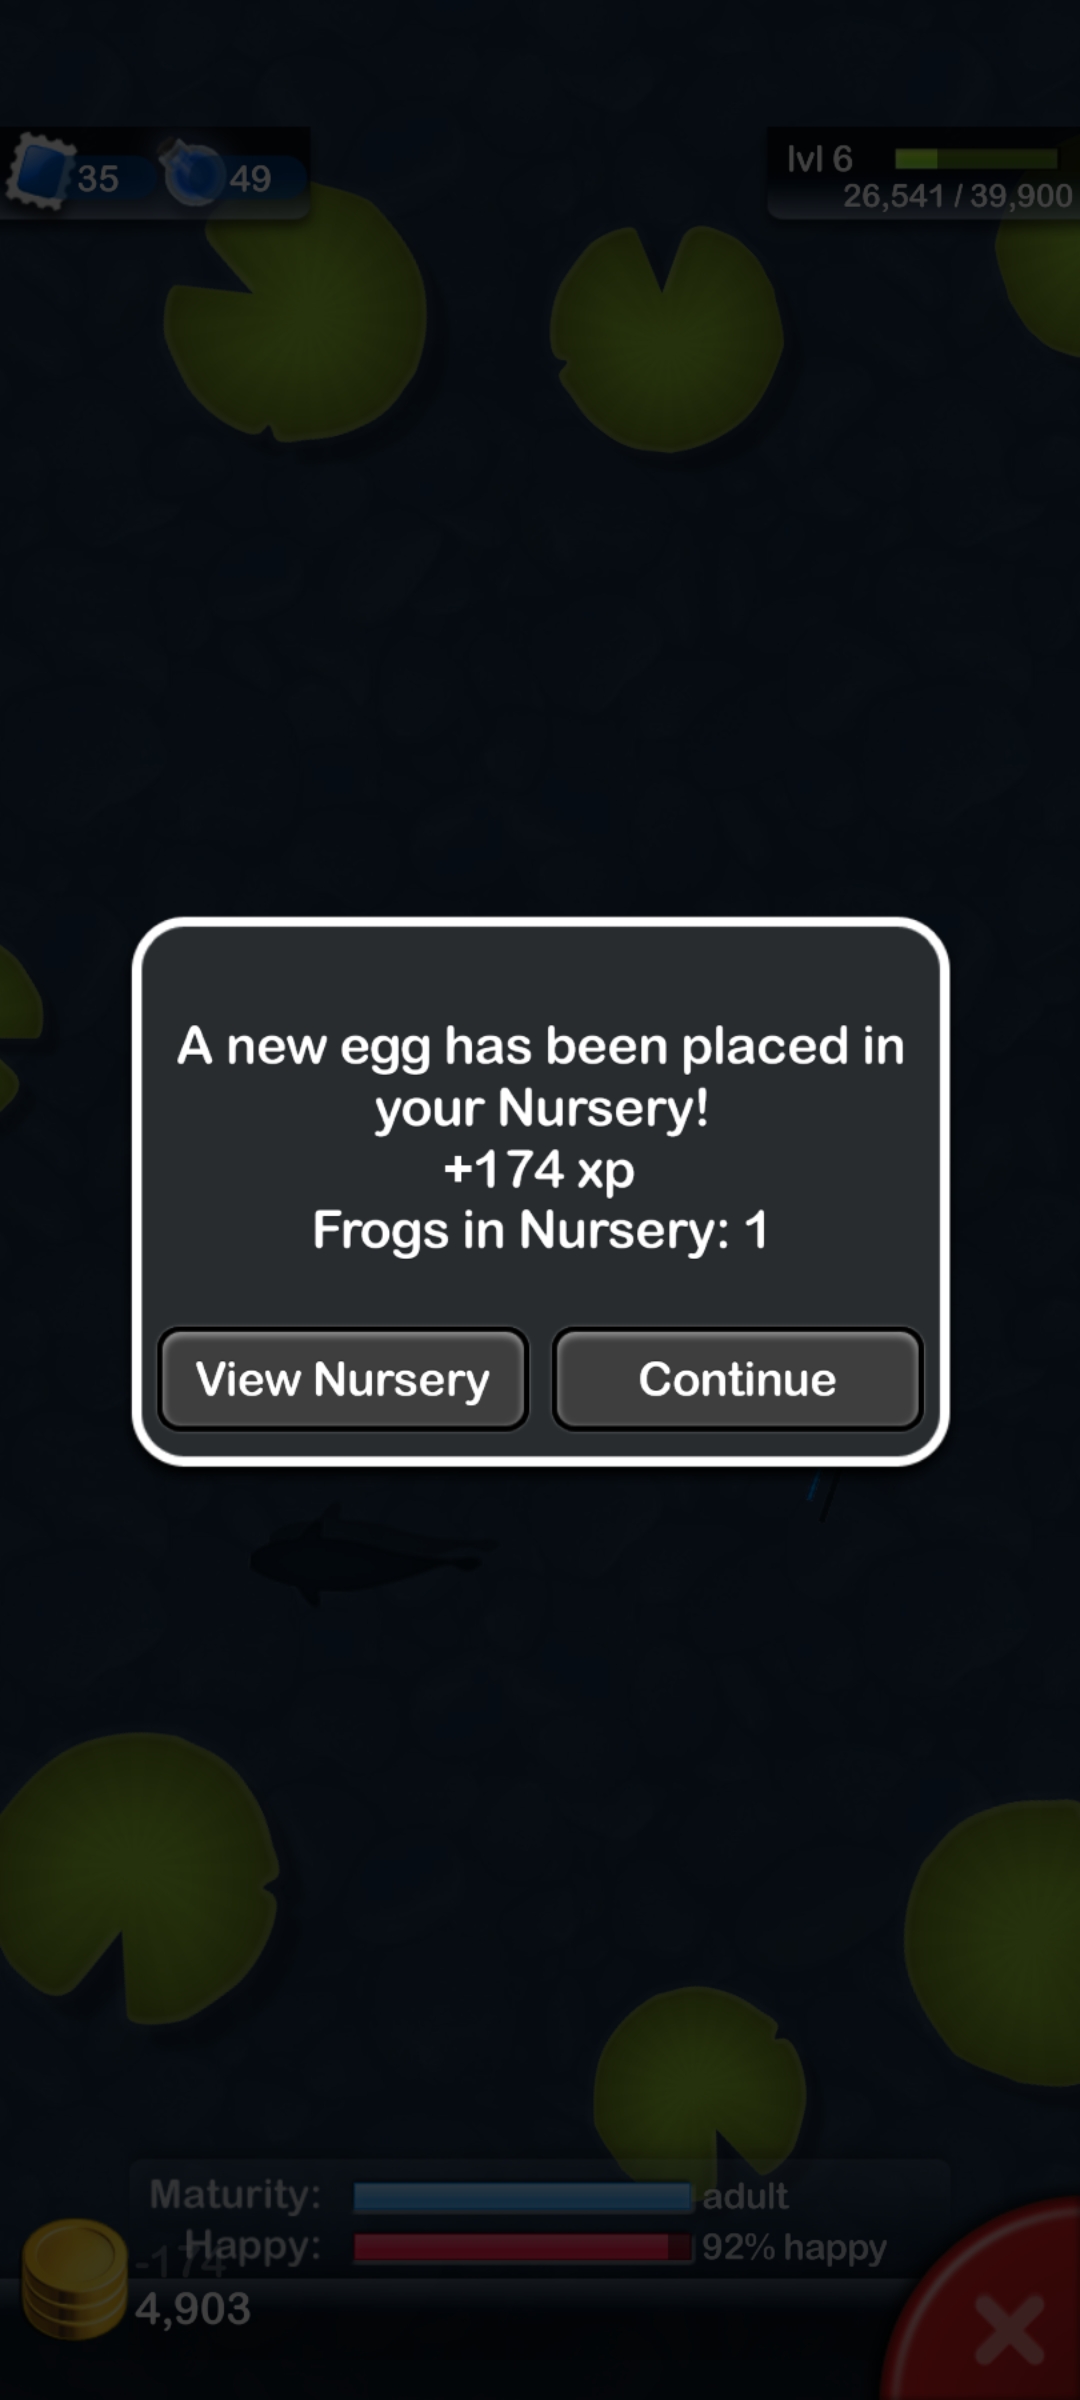 35
49
lvl 6
26,541 / 39,900
A new egg has been placed in
your Nursery!
+174 xp
Frogs in Nursery: 1
View Nursery
Continue
Maturity:
adult
Happy:
92% happy
-174
4,903